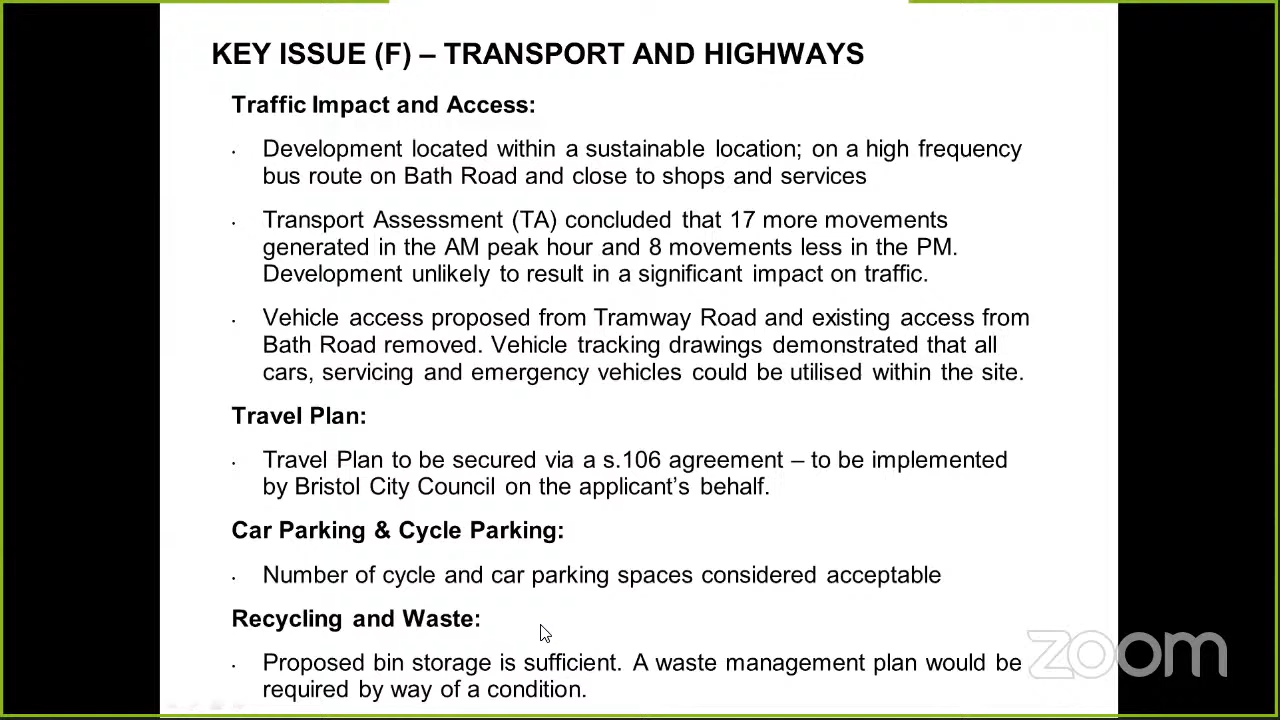 KEY ISSUE (F) – TRANSPORT AND HIGHWAYS
Traffic Impact and Access:
· Development located within a sustainable location; on a high frequency
bus route on Bath Road and close to shops and services
· Transport Assessment (TA) concluded that 17 more movements
generated in the AM peak hour and 8 movements less in the PM.
Development unlikely to result in a significant impact on traffic.
· Vehicle access proposed from Tramway Road and existing access from
Bath Road removed. Vehicle tracking drawings demonstrated that all
cars, servicing and emergency vehicles could be utilised within the site.
Travel Plan:
· Travel Plan to be secured via a s.106 agreement – to be implemented
by Bristol City Council on the applicant’s behalf.
Car Parking & Cycle Parking:
· Number of cycle and car parking spaces considered acceptable
Recycling and Waste:
· Proposed bin storage is sufficient. A waste management plan would be
required by way of a condition.
zoom